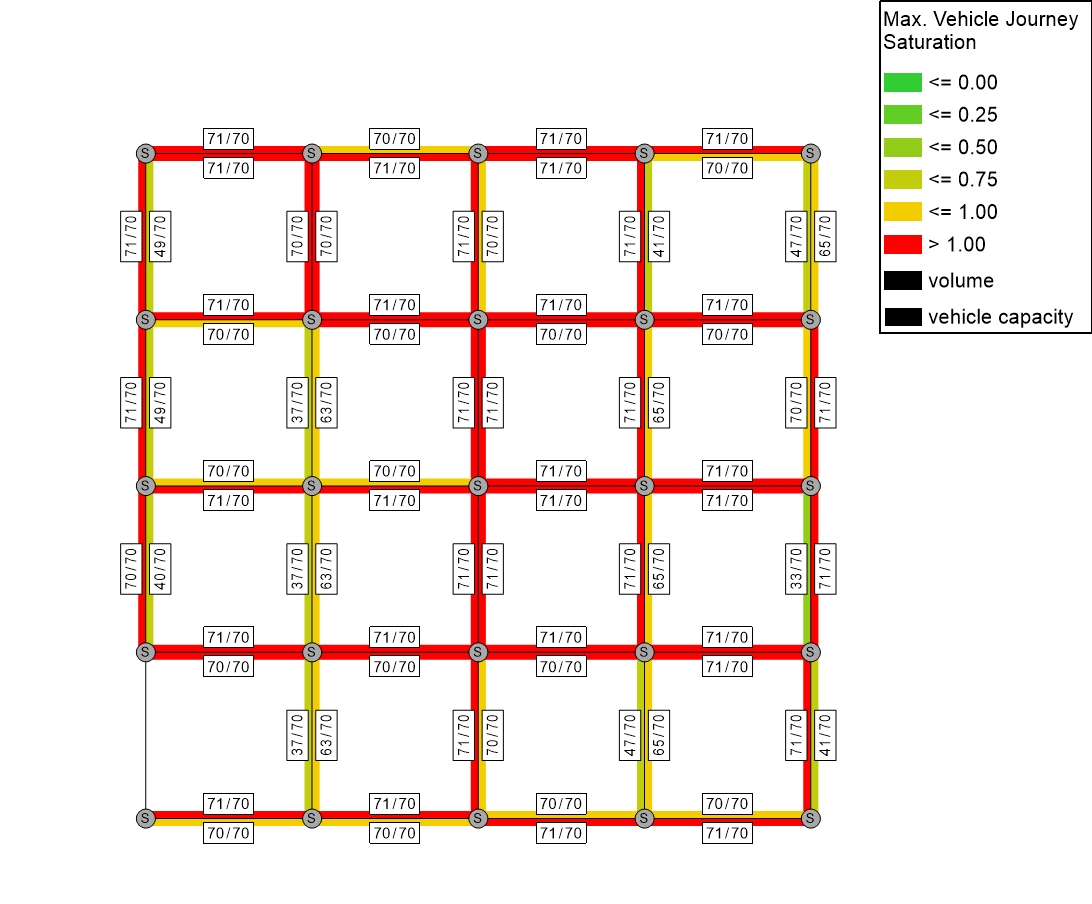 Max. Vehicle Journey
Saturation
<= 0.00
<= 0.25
<= 0.50
<= 0.75
<= 1.00
> 1.00
volume
vehicle capacity
71/70 70/70 71/70 71/70
S S S S S
71/70 71/70 71/70 70/70
71/70 49/70 70/70 70/70 71/70 70/70 71/70 41/70 47/70 65/70
71/70 71/70 71/70 71/70
S S S S S
70/70 70/70 70/70 70/70
71/70 49/70 37/70 63/70 71/70 71/70 71/70 65/70 70/70 71/70
70/70 70/70 71/70 71/70
S S S S S
71/70 71/70 71/70 71/70
70/70 40/70 37/70 63/70 71/70 71/70 71/70 65/70 33/70 71/70
71/70 71/70 71/70 71/70
S S S S S
70/70 70/70 70/70 71/70
37/70 63/70 71/70 70/70 47/70 65/70 71/70 41/70
71/70 71/70 70/70 70/70
S S S S S
70/70 70/70 71/70 71/70